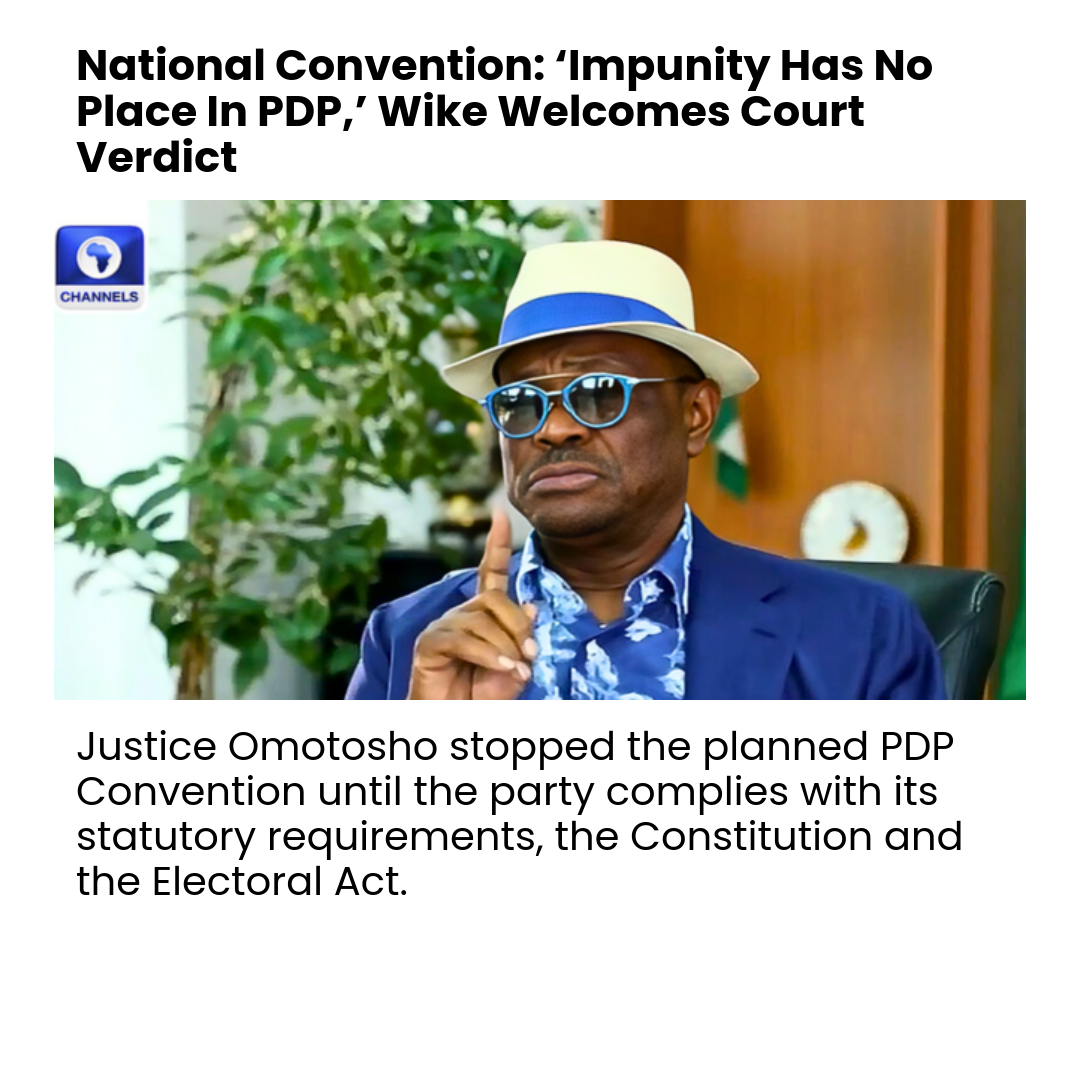 National Convention: ‘Impunity Has No
Place In PDP,’ Wike Welcomes Court
Verdict
CHANNELS
Justice Omotosho stopped the planned PDP
Convention until the party complies with its
statutory requirements, the Constitution and
the Electoral Act.